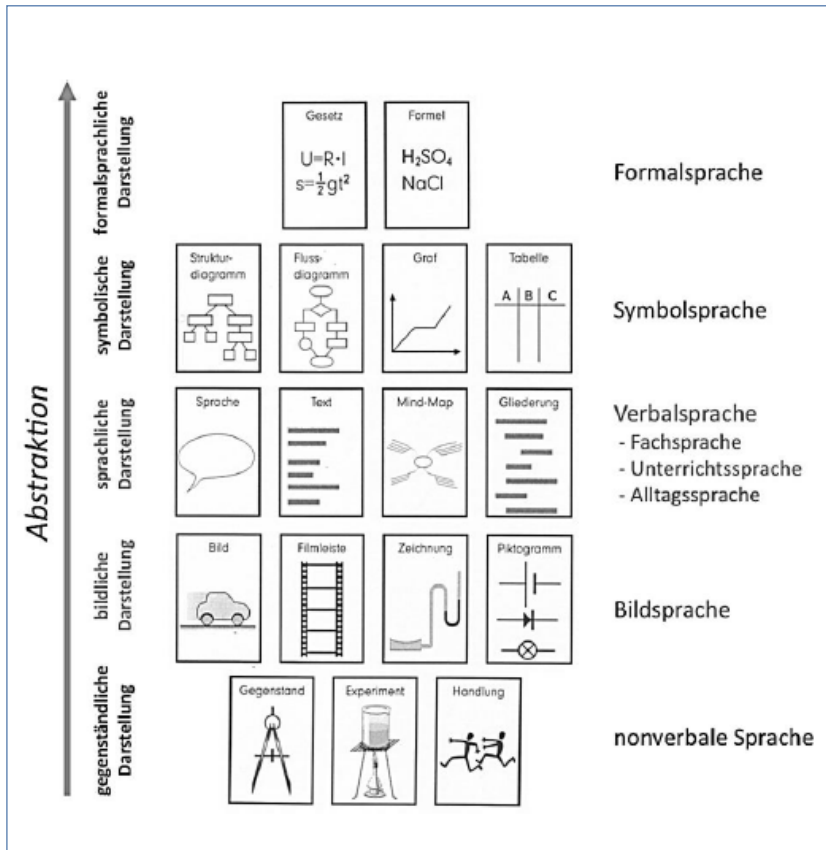 Abstraktion
formalsprachliche
Darstellung
Gesetz
U=R·I
s=½gt²
Formel
H₂SO₄
NaCl
Formalsprache
symbolische
Darstellung
Struktur-
diagramm
Fluss-
diagramm
Graf
Tabelle
A B C
Symbolsprache
sprachliche
Darstellung
Sprache
Text
Mind-Map
Gliederung
Verbalsprache
- Fachsprache
- Unterrichtssprache
- Alltagssprache
bildliche
Darstellung
Bild
Filmleiste
Zeichnung
Piktogramm
Bildsprache
gegenständliche
Darstellung
Gegenstand
Experiment
Handlung
nonverbale Sprache